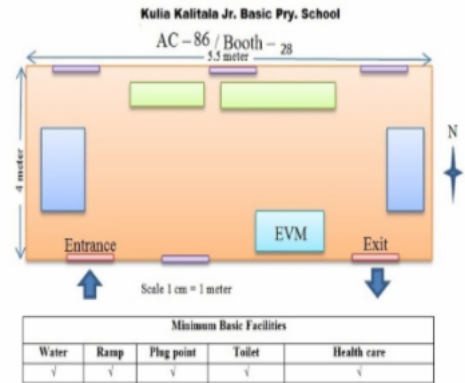 Kulia Kalitala Jr. Basic Pry. School
AC – 86 / Booth – 28
5.5 meter
4 meter
N
EVM
Entrance
Exit
Scale 1 cm = 1 meter
Minimum Basic Facilities
Water Ramp Plug point Toilet Health care
√ √ √ √ √